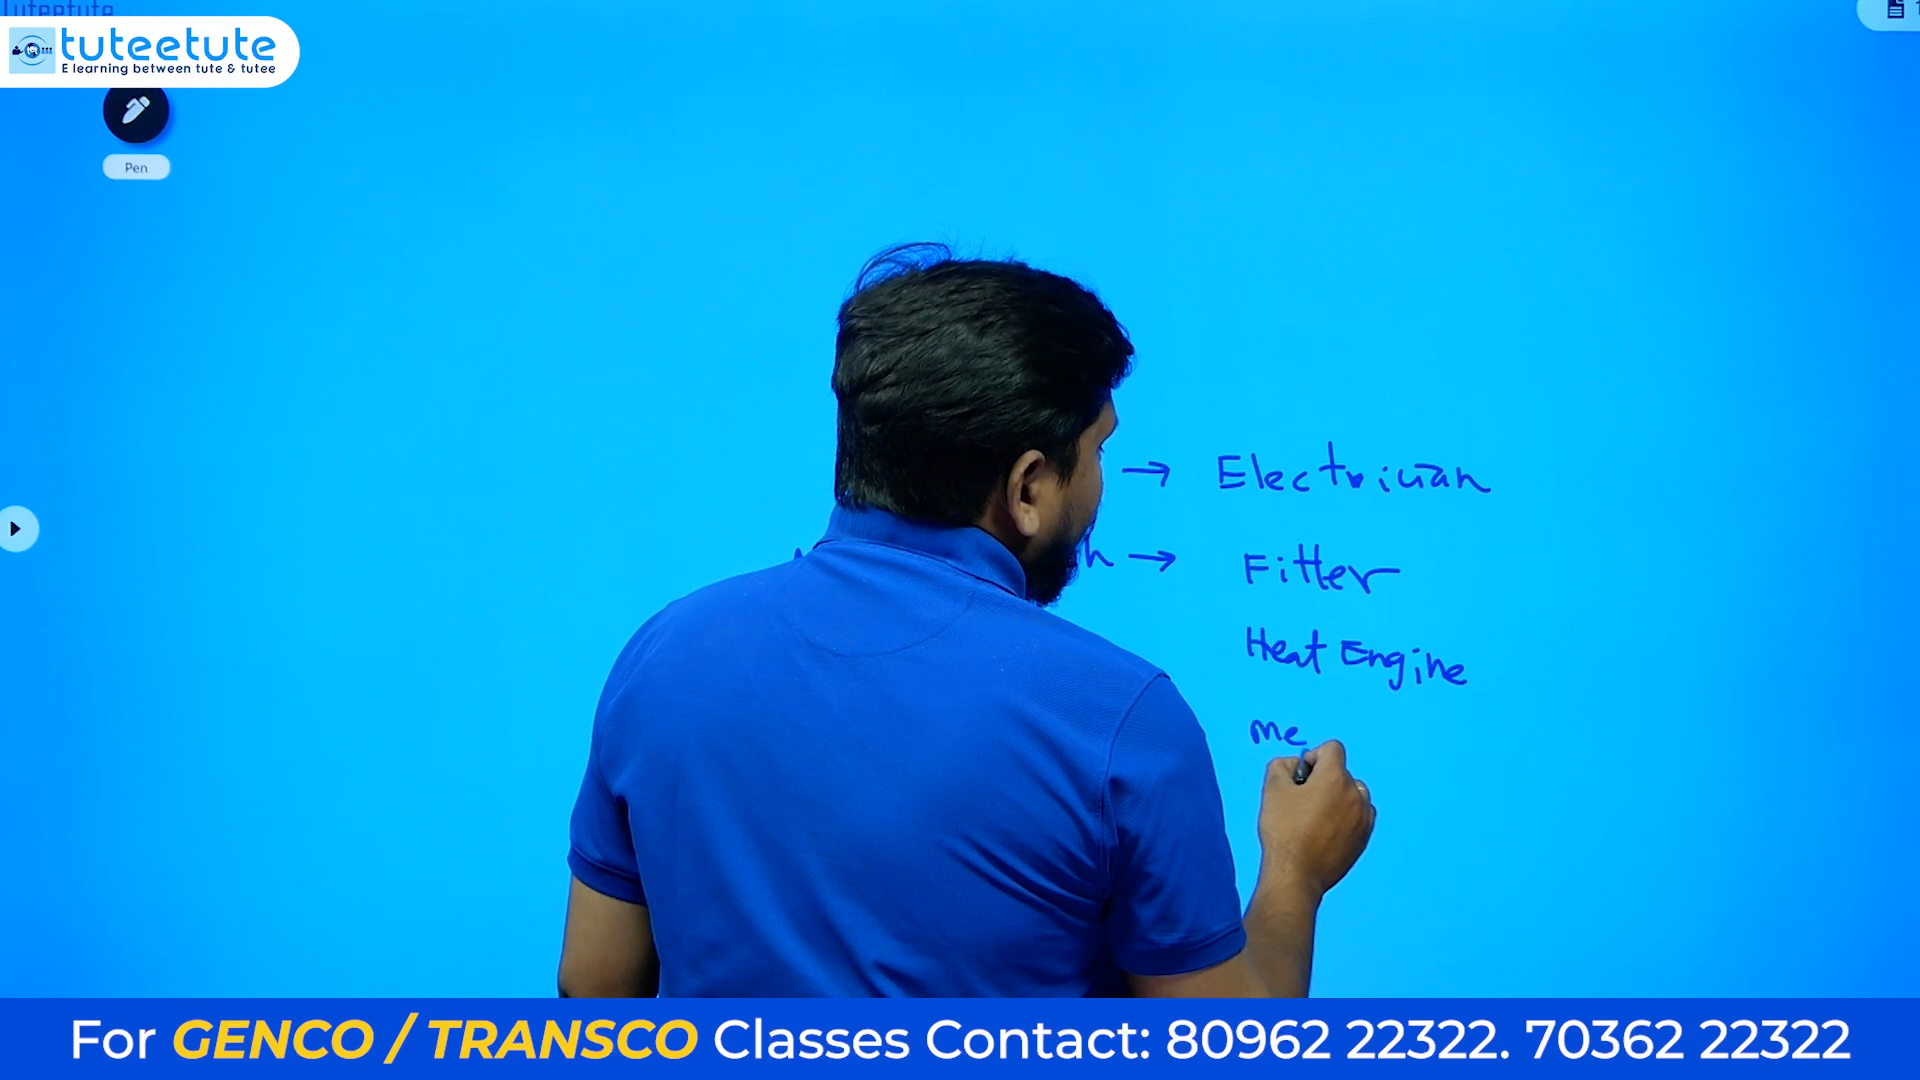 Tuteetute
tuteetute
E learning between tute & tutee
Pen
→ Electrician
h → Fitter
Heat Engine
Me
For GENCO / TRANSCO Classes Contact: 80962 22322. 70362 22322